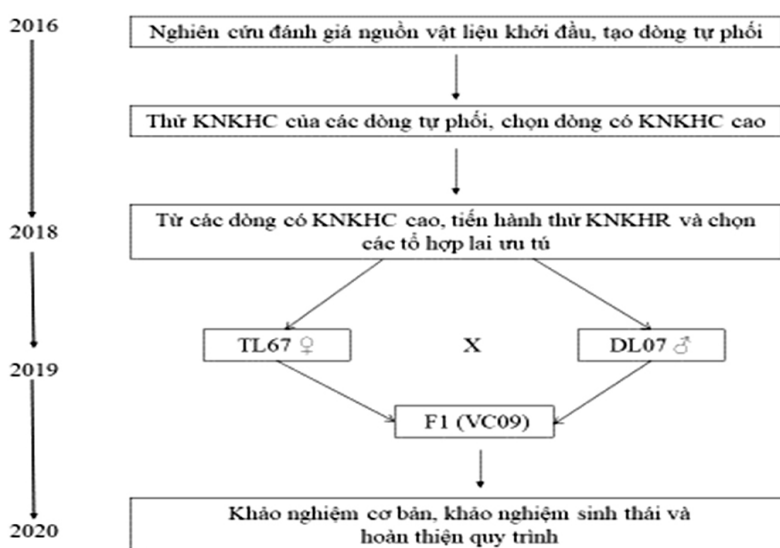 2016
Nghiên cứu đánh giá nguồn vật liệu khởi đầu, tạo dòng tự phối
Thử KNKHC của các dòng tự phối, chọn dòng có KNKHC cao
2018
Từ các dòng có KNKHC cao, tiến hành thử KNKHR và chọn
các tổ hợp lai ưu tú
TL67 ♀ X DL07 ♂
2019
F1 (VC09)
Khảo nghiệm cơ bản, khảo nghiệm sinh thái và
2020
hoàn thiện quy trình